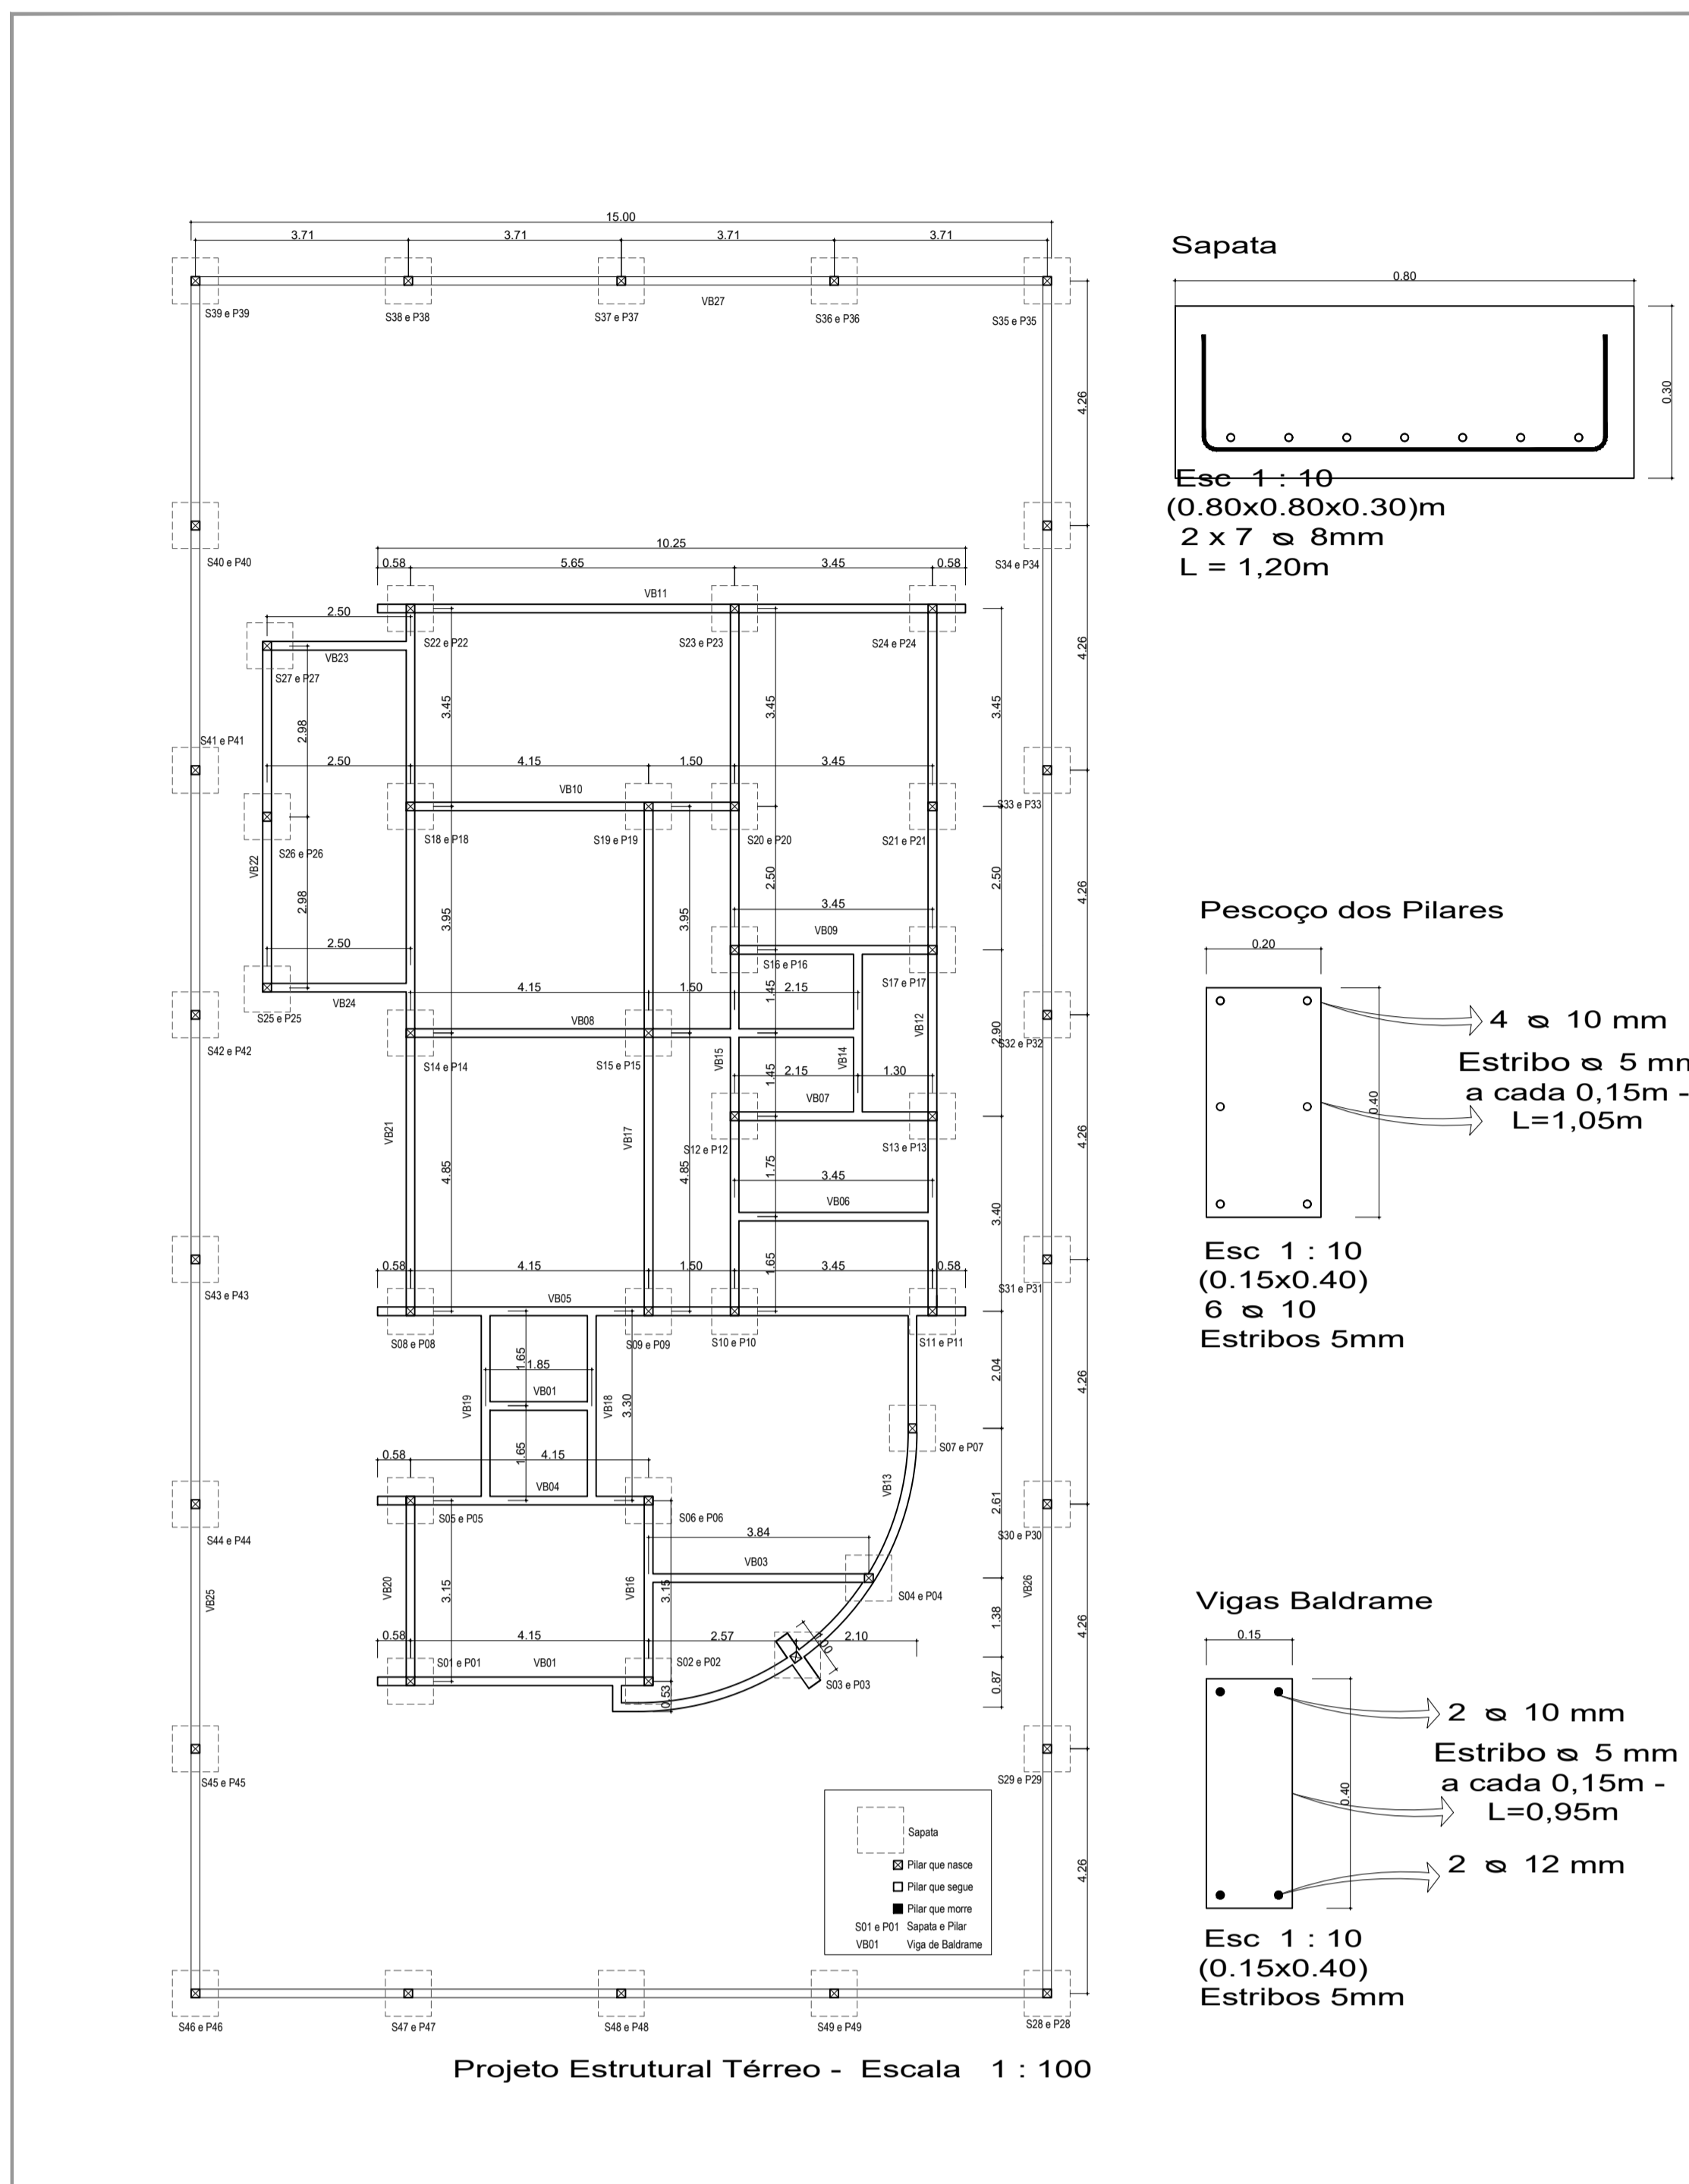 15.00
3.71 3.71 3.71 3.71
VB27
S39 e P39 S38 e P38 S37 e P37 S36 e P36 S35 e P35
4.26
S40 e P40 S34 e P34
10.25
0.58 5.65 3.45 0.58
VB11
2.50
S22 e P22 S23 e P23 S24 e P24
VB23
4.26
S27 e P27
3.45 3.45 3.45
2.98
S41 e P41
2.50 4.15 1.50 3.45
VB10
S33 e P33
S18 e P18 S19 e P19 S20 e P20 S21 e P21
S26 e P26
VB22
2.50 2.50
4.26
2.98
3.95 3.95
3.45
VB09
2.50
S16 e P16
S17 e P17
4.15 1.50 2.15
1.45
VB24
S25 e P25
VB08
VB12
2.90
S42 e P42 S32 e P32
S14 e P14 S15 e P15
VB15 VB14
1.45
2.15 1.30
VB07
VB21 VB17
4.26
S12 e P12 S13 e P13
4.85 4.85
1.75
3.45
VB06
3.40
1.65
0.58 4.15 1.50 3.45 0.58
S43 e P43 S31 e P31
VB05
S08 e P08 S09 e P09 S10 e P10 S11 e P11
1.65
1.85
VB01
2.04
4.26
VB19 VB18
3.30
1.65
S07 e P07
0.58 4.15
VB04
VB13
2.61
S05 e P05 S06 e P06
S44 e P44 S30 e P30
3.84
VB03
VB25 VB20 VB16 VB26
3.15 3.15
S04 e P04
1.38
4.26
0.58 4.15 2.57 2.10
1.00
S01 e P01 VB01 S02 e P02
S03 e P03
0.53
0.87
S45 e P45 S29 e P29
4.26
Sapata
Pilar que nasce
Pilar que segue
Pilar que morre
S01 e P01 Sapata e Pilar
VB01 Viga de Baldrame
S46 e P46 S47 e P47 S48 e P48 S49 e P49 S28 e P28
Projeto Estrutural Térreo - Escala 1 : 100
Sapata
0.80
0.30
Esc 1 : 10
(0.80x0.80x0.30)m
2 x 7 ⌀ 8mm
L = 1,20m
Pescoço dos Pilares
0.20
0.40
4 ⌀ 10 mm
Estribo ⌀ 5 mm
a cada 0,15m -
L=1,05m
Esc 1 : 10
(0.15x0.40)
6 ⌀ 10
Estribos 5mm
Vigas Baldrame
0.15
0.40
2 ⌀ 10 mm
Estribo ⌀ 5 mm
a cada 0,15m -
L=0,95m
2 ⌀ 12 mm
Esc 1 : 10
(0.15x0.40)
Estribos 5mm